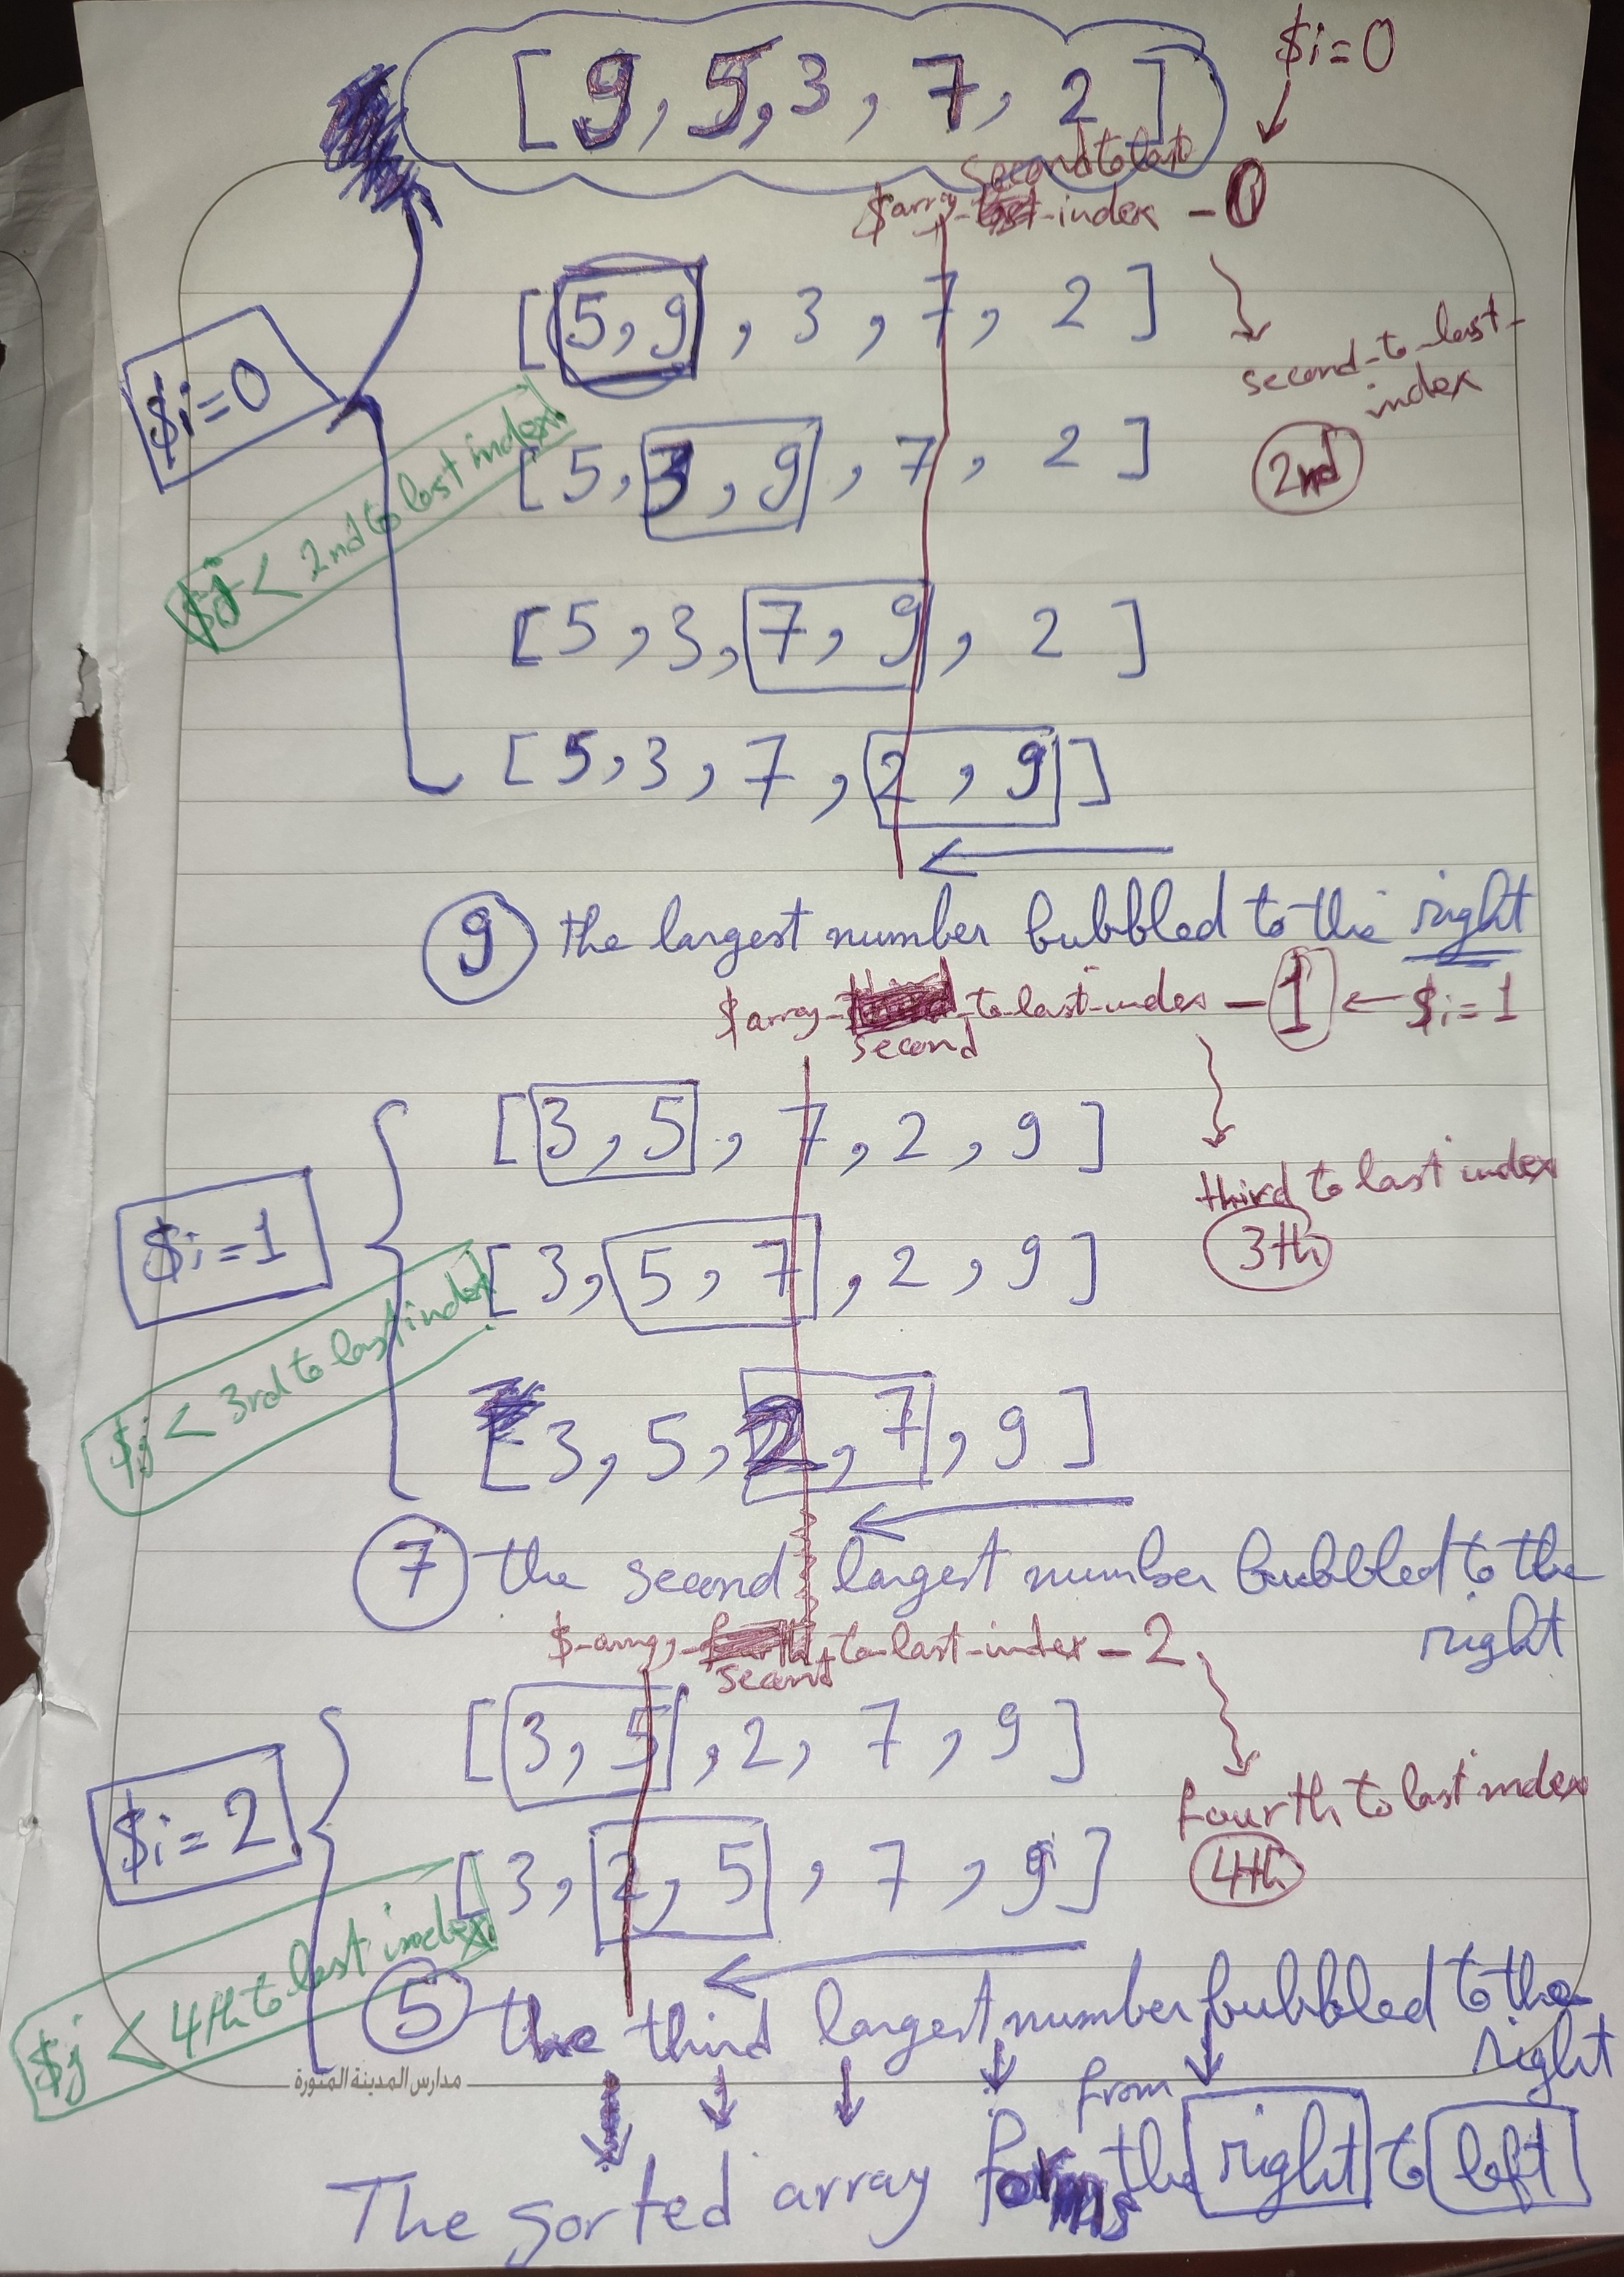 [ 9, 5, 3, 7, 2 ]
$i=0
second to last
$array-index - 0
[ 5, 9, 3, 7, 2 ]
second-to-last-
index
2nd
$i=0
[ 5, 3, 9, 7, 2 ]
$j < 2nd to last index
[ 5, 3, 7, 9, 2 ]
[ 5, 3, 7, 2, 9 ]
9 the largest number bubbled to the right
$array-to-last-index - 1 ← $i=1
second
[ 3, 5, 7, 2, 9 ]
third to last index
3th
$i=1
[ 3, 5, 7, 2, 9 ]
$j < 3rd to last index
[ 3, 5, 2, 7, 9 ]
7 the second largest number bubbled to the
right
$-array-to-last-index - 2
second
[ 3, 5, 2, 7, 9 ]
fourth to last index
4th
$i=2
[ 3, 2, 5, 7, 9 ]
$j < 4th to last index
5 the third largest number bubbled to the
right
مدارس المدينة المنورة
from
The sorted array forms the right to left